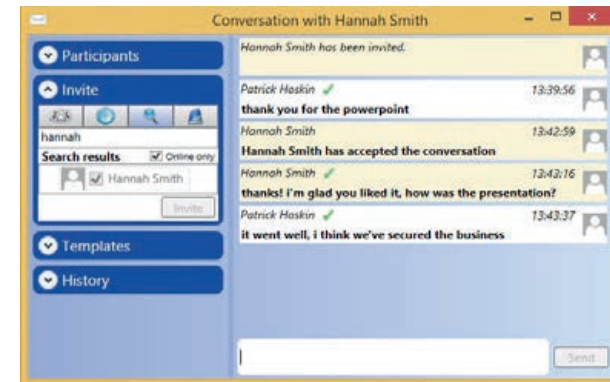 Conversation with Hannah Smith
Participants
Invite
hannah
Search results Online only
Hannah Smith
Invite
Templates
History
Hannah Smith has been invited.
Patrick Hoskin 13:39:56
thank you for the powerpoint
Hannah Smith 13:42:59
Hannah Smith has accepted the conversation
Hannah Smith 13:43:16
thanks! i'm glad you liked it, how was the presentation?
Patrick Hoskin 13:43:37
it went well, i think we've secured the business
Send